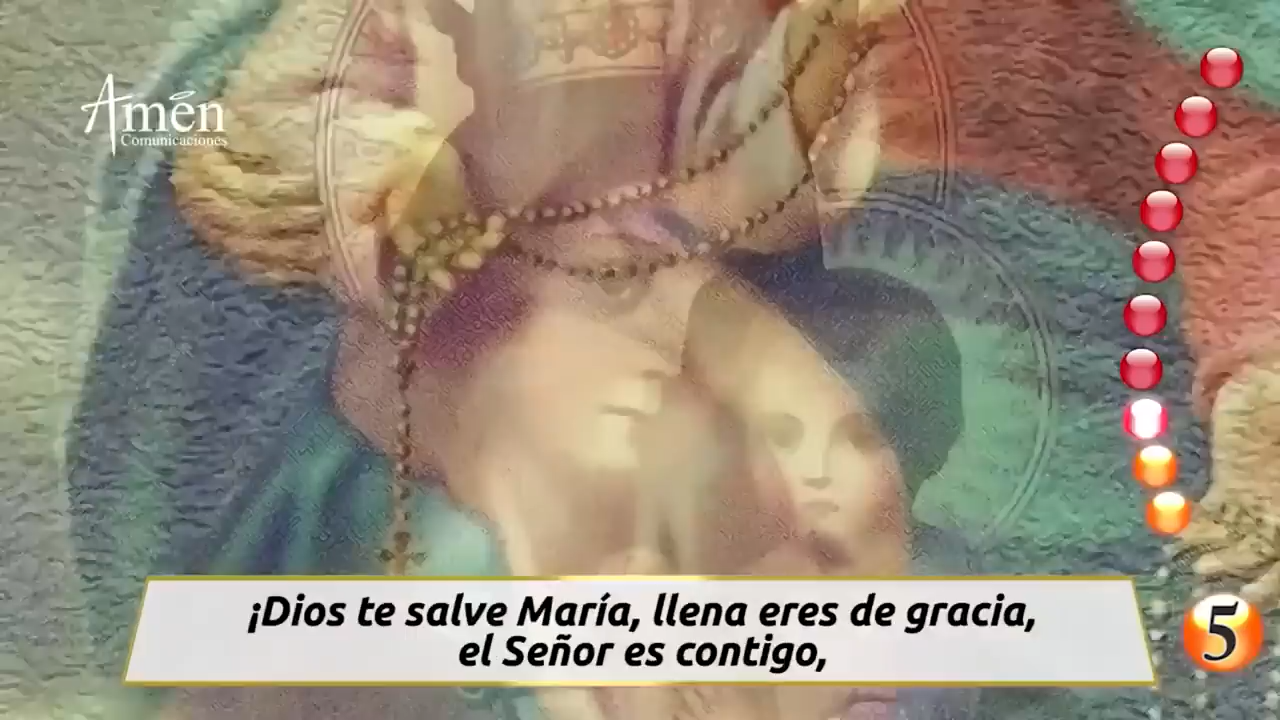 Amén
Comunicaciones
¡Dios te salve María, llena eres de gracia,
el Señor es contigo,
5